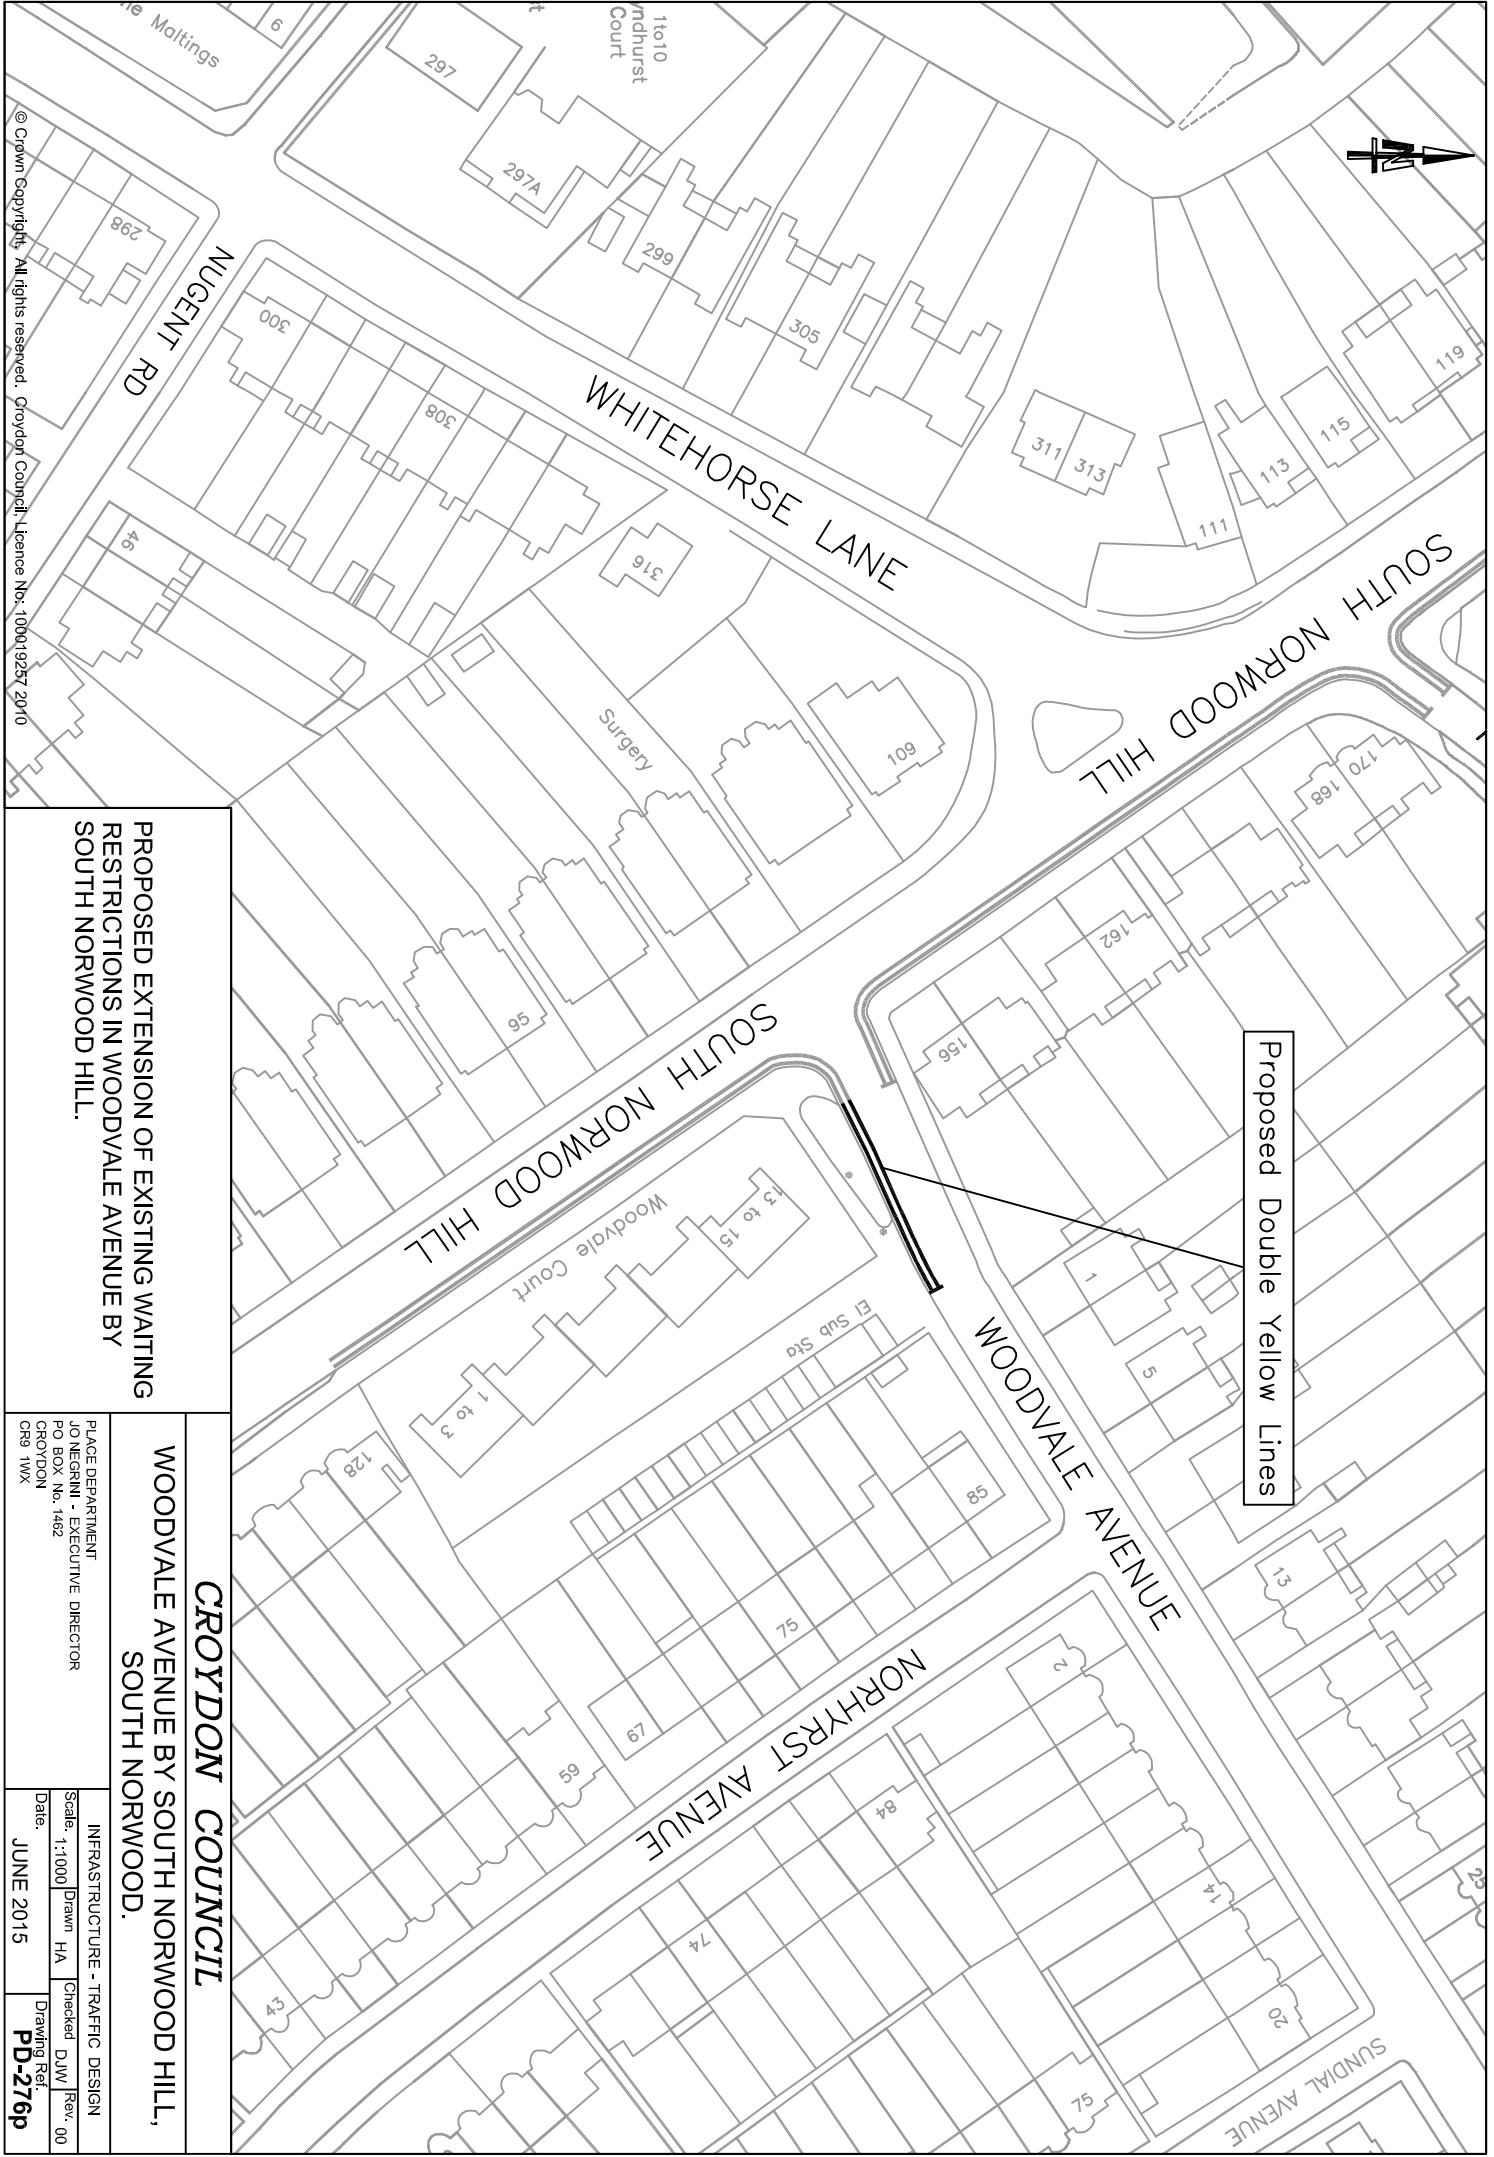 he Maltings
6
297
1to10
yndhurst
Court
297A
299
305
311
313
111
113
115
119
N
298
NUGENT RD
300
308
316
46
WHITEHORSE LANE
SOUTH NORWOOD HILL
Surgery
109
95
170
168
162
156
SOUTH NORWOOD HILL
Woodvale Court
13 to 15
1 to 3
128
El Sub Sta
Proposed Double Yellow Lines
1
5
13
25
WOODVALE AVENUE
85
75
67
59
43
NORHYRST AVENUE
2
14
20
84
74
75
SUNDIAL AVENUE
© Crown Copyright. All rights reserved. Croydon Council, Licence No: 100019257 2010
PROPOSED EXTENSION OF EXISTING WAITING
RESTRICTIONS IN WOODVALE AVENUE BY
SOUTH NORWOOD HILL.
CROYDON COUNCIL
WOODVALE AVENUE BY SOUTH NORWOOD HILL,
SOUTH NORWOOD.
PLACE DEPARTMENT
JO NEGRINI - EXECUTIVE DIRECTOR
PO BOX No. 1462
CROYDON
CR9 1WX
INFRASTRUCTURE - TRAFFIC DESIGN
Scale. 1:1000 Drawn HA Checked DJW Rev. 00
Date. JUNE 2015
Drawing Ref. PD-276p